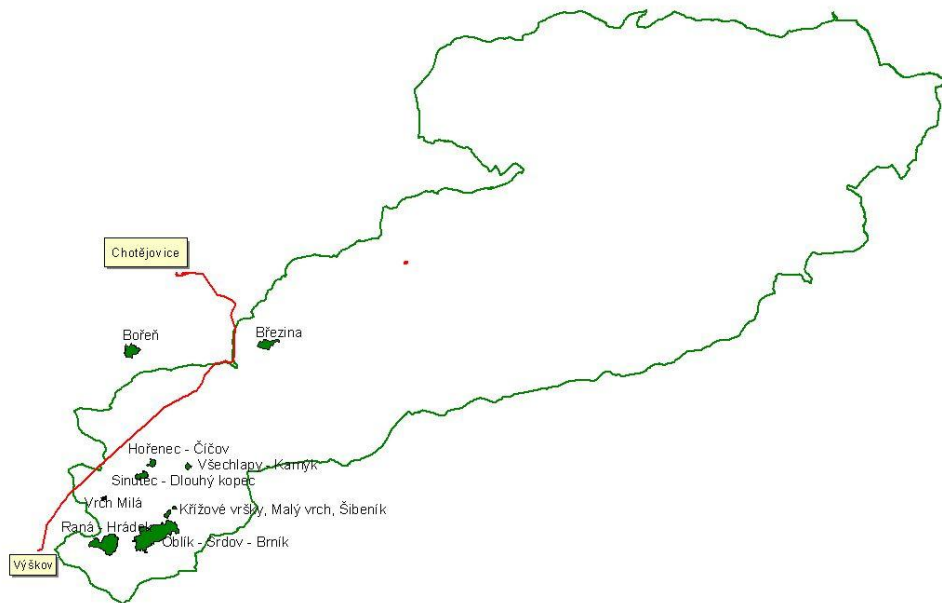 Chotějovice
Bořeň
Březina
Hořenec - Číčov
Všechlapy - Kamýk
Sinutec - Dlouhý kopec
Vrch Milá
Křížové vršky, Malý vrch, Šibeník
Raná - Hrádek
Oblík - Srdov - Brník
Výškov